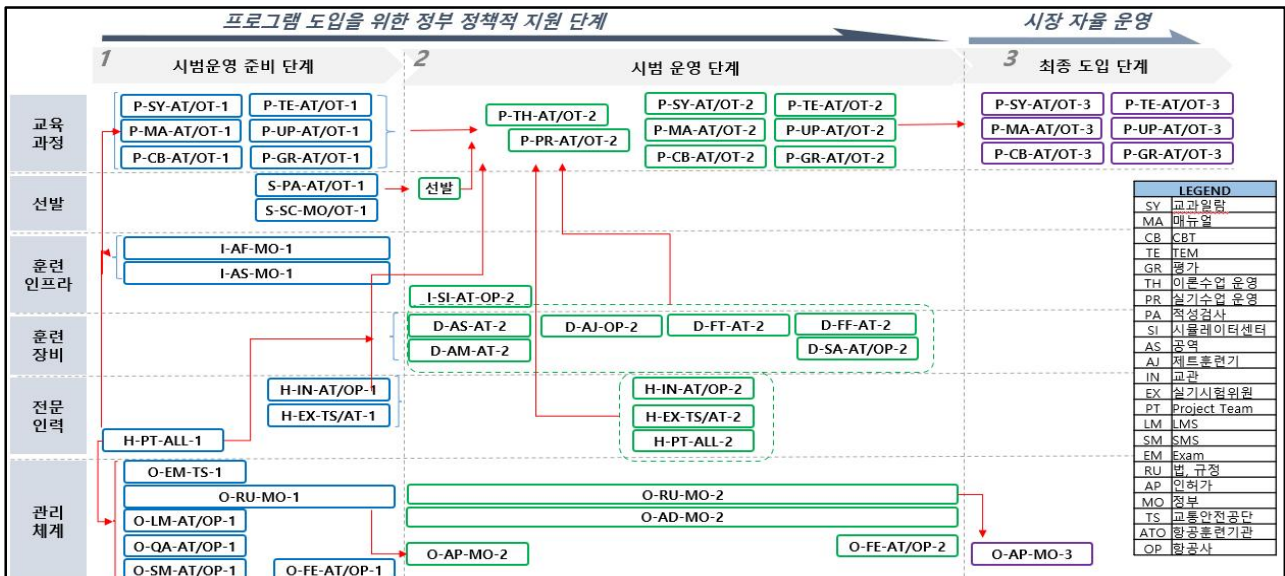 프로그램 도입을 위한 정부 정책적 지원 단계
시장 자율 운영
1 시범운영 준비 단계
2 시범 운영 단계
3 최종 도입 단계
교육
과정
P-SY-AT/OT-1 P-TE-AT/OT-1
P-MA-AT/OT-1 P-UP-AT/OT-1
P-CB-AT/OT-1 P-GR-AT/OT-1
P-TH-AT/OT-2
P-PR-AT/OT-2
P-SY-AT/OT-2 P-TE-AT/OT-2
P-MA-AT/OT-2 P-UP-AT/OT-2
P-CB-AT/OT-2 P-GR-AT/OT-2
P-SY-AT/OT-3 P-TE-AT/OT-3
P-MA-AT/OT-3 P-UP-AT/OT-3
P-CB-AT/OT-3 P-GR-AT/OT-3
선발
S-PA-AT/OT-1
S-SC-MO/OT-1
선발
훈련
인프라
I-AF-MO-1
I-AS-MO-1
I-SI-AT-OP-2
훈련
장비
D-AS-AT-2 D-AJ-OP-2 D-FT-AT-2 D-FF-AT-2
D-AM-AT-2 D-SA-AT/OP-2
전문
인력
H-IN-AT/OP-1
H-EX-TS/AT-1
H-PT-ALL-1
H-IN-AT/OP-2
H-EX-TS/AT-2
H-PT-ALL-2
관리
체계
O-EM-TS-1
O-RU-MO-1
O-LM-AT/OP-1
O-QA-AT/OP-1
O-SM-AT/OP-1 O-FE-AT/OP-1
O-RU-MO-2
O-AD-MO-2
O-AP-MO-2 O-FE-AT/OP-2
O-AP-MO-3
LEGEND
SY 교과일람
MA 매뉴얼
CB CBT
TE TEM
GR 평가
TH 이론수업 운영
PR 실기수업 운영
PA 적성검사
SI 시뮬레이터센터
AS 공역
AJ 제트훈련기
IN 교관
EX 실기시험위원
PT Project Team
LM LMS
SM SMS
EM Exam
RU 법, 규정
AP 인허가
MO 정부
TS 교통안전공단
ATO 항공훈련기관
OP 항공사